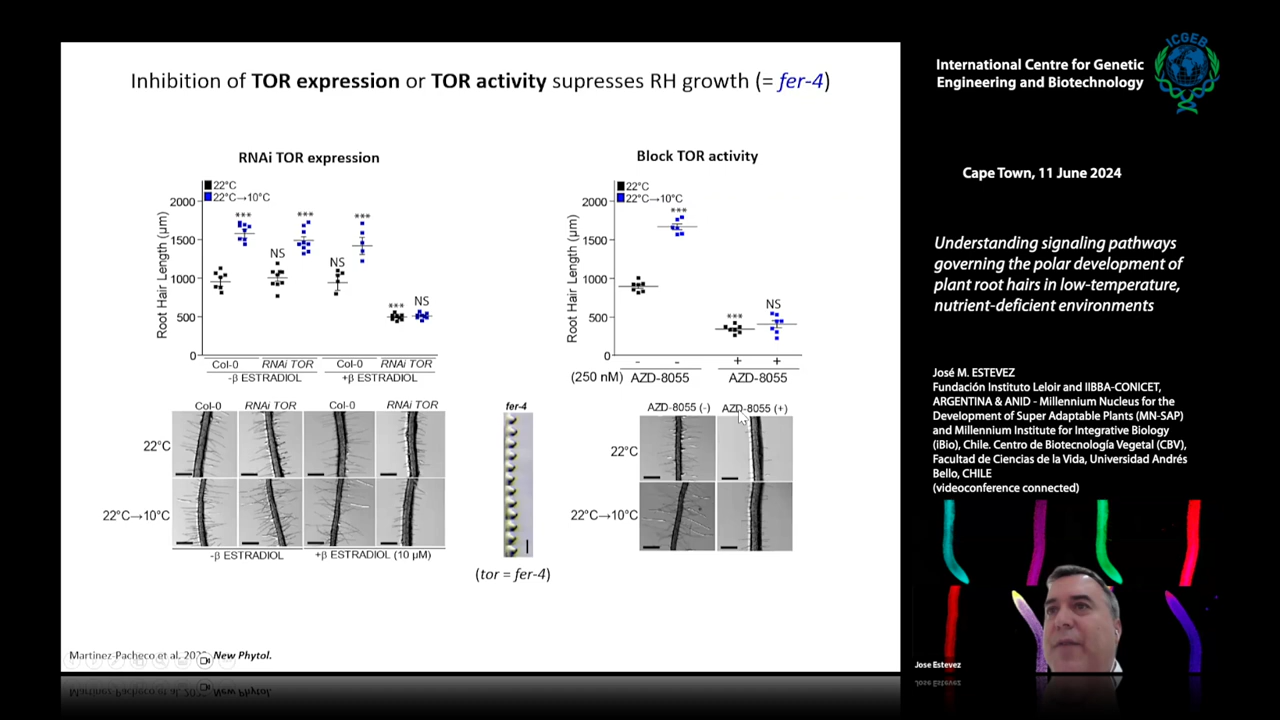 Inhibition of TOR expression or TOR activity supresses RH growth (= fer-4)
RNAi TOR expression
22°C
22°C→10°C
Root Hair Length (µm)
2000
1500
1000
500
0
***
***
***
NS
NS
***
NS
Col-0
RNAi TOR
Col-0
RNAi TOR
-β ESTRADIOL
+β ESTRADIOL
Block TOR activity
22°C
22°C→10°C
Root Hair Length (µm)
2000
1500
1000
500
0
***
***
NS
- - + +
(250 nM) AZD-8055 AZD-8055
Col-0 RNAi TOR Col-0 RNAi TOR
22°C
22°C→10°C
-β ESTRADIOL +β ESTRADIOL (10 µM)
fer-4
(tor = fer-4)
AZD-8055 (-) AZD-8055 (+)
22°C
22°C→10°C
Martinez-Pacheco et al. New Phytol.
International Centre for Genetic
Engineering and Biotechnology
ICGEB
Cape Town, 11 June 2024
Understanding signaling pathways
governing the polar development of
plant root hairs in low-temperature,
nutrient-deficient environments
José M. ESTEVEZ
Fundación Instituto Leloir and IIBBA-CONICET,
ARGENTINA & ANID - Millennium Nucleus for the
Development of Super Adaptable Plants (MN-SAP)
and Millennium Institute for Integrative Biology
(iBio), Chile. Centro de Biotecnología Vegetal (CBV),
Facultad de Ciencias de la Vida, Universidad Andrés
Bello, CHILE
(videoconference connected)
Jose Estevez